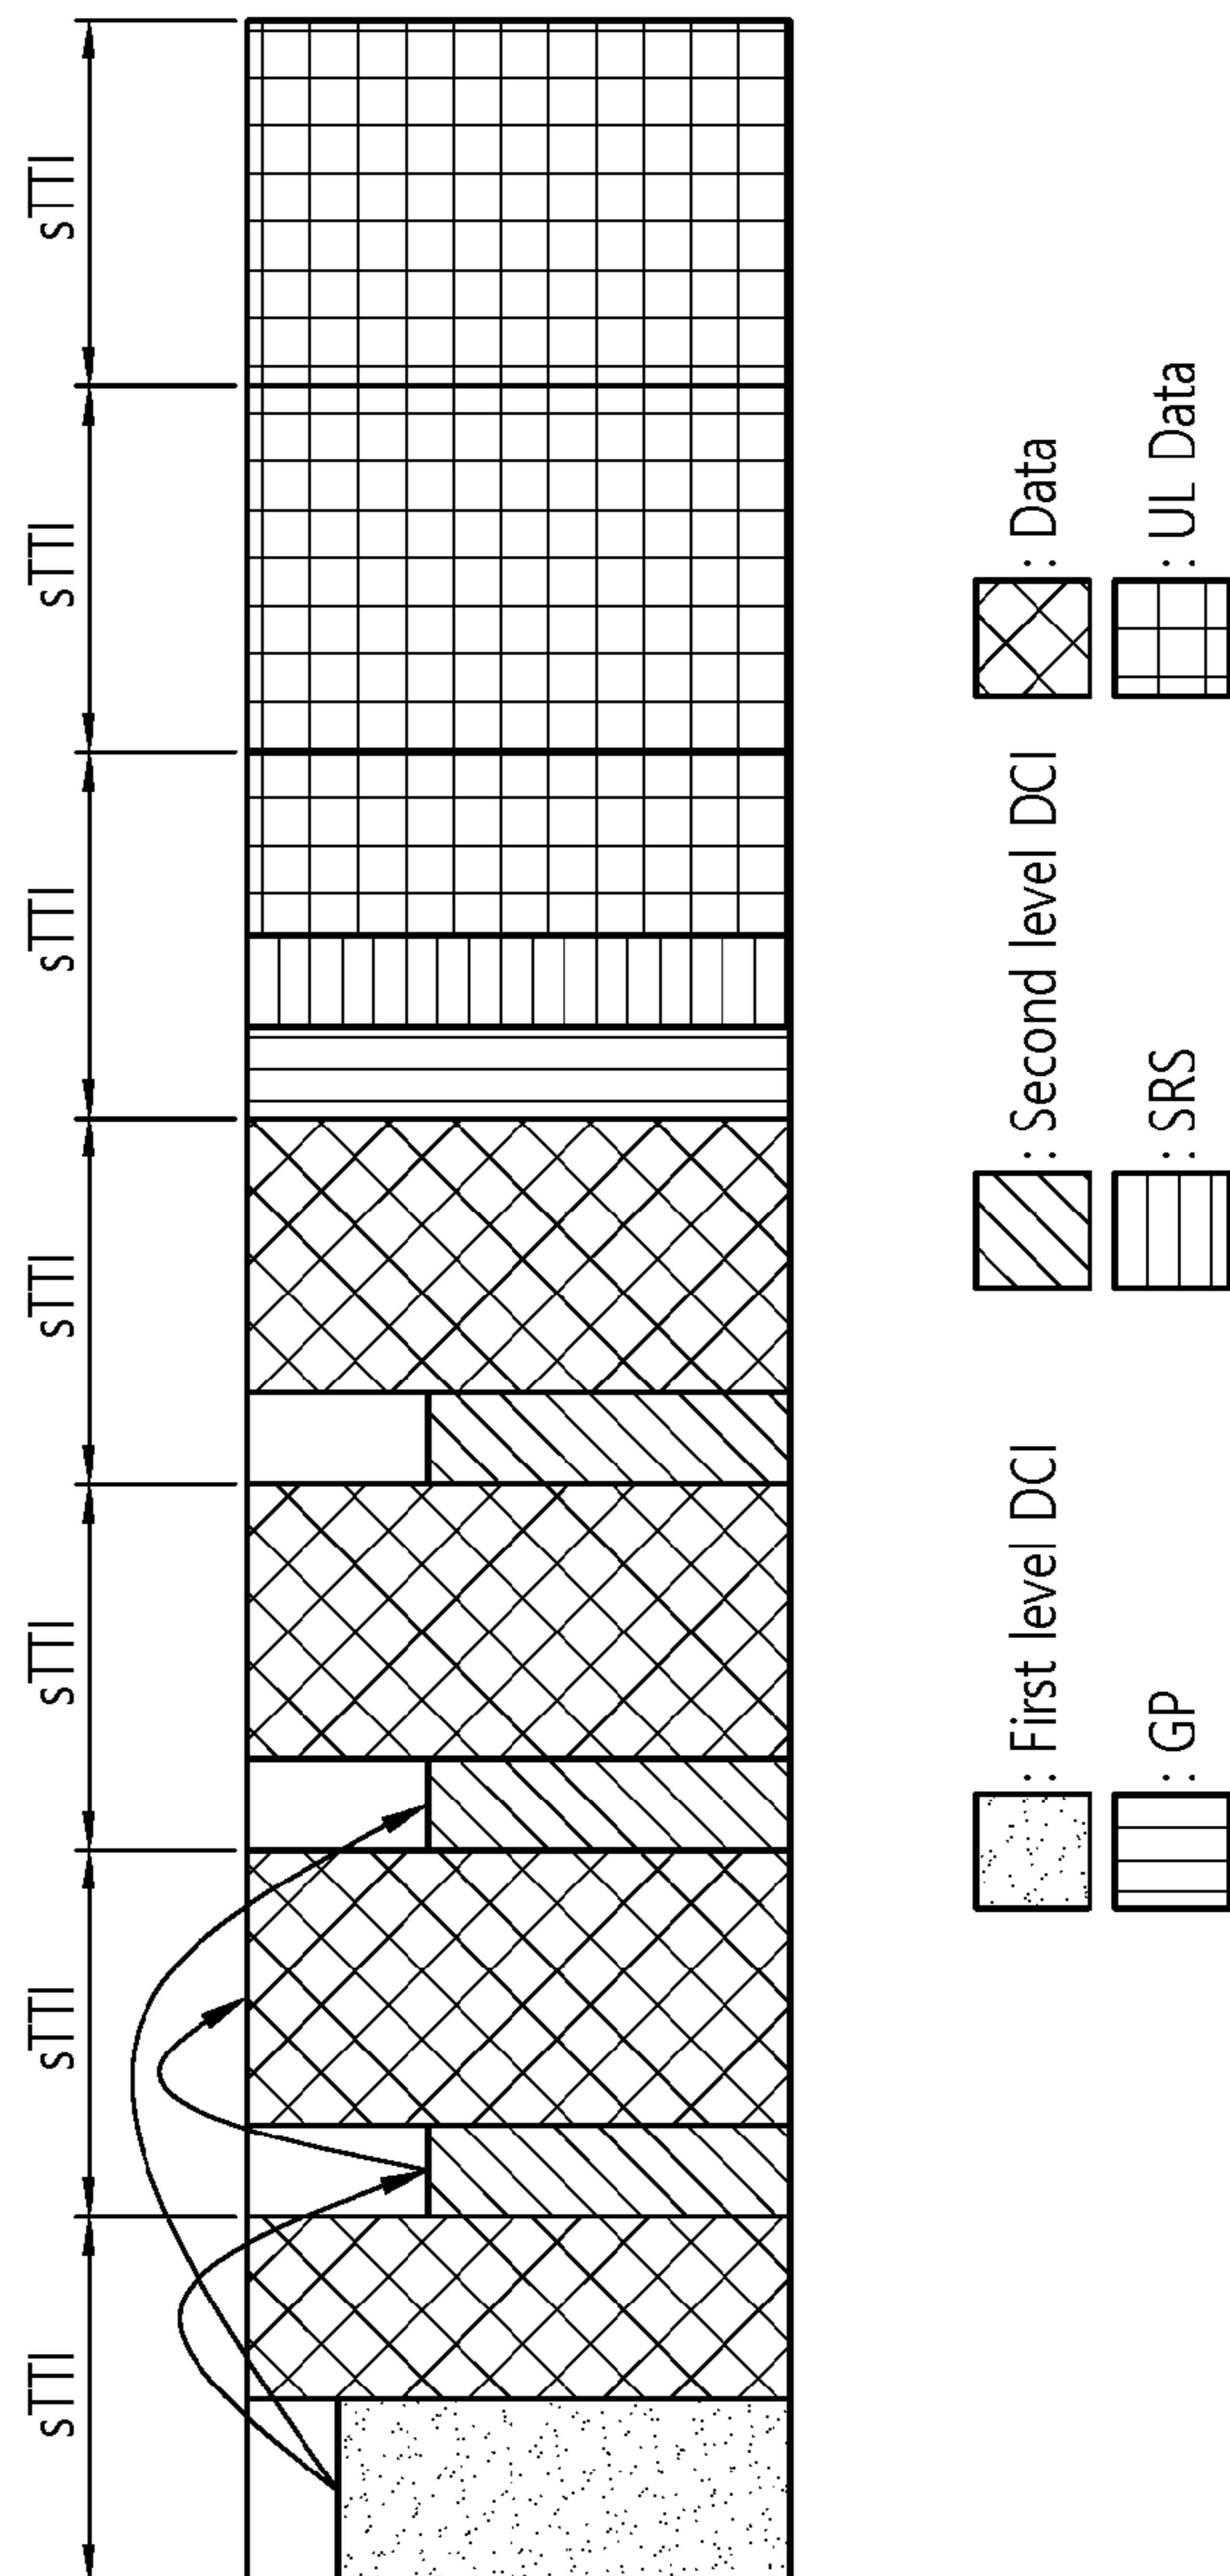 sTTI
sTTI
sTTI
sTTI
sTTI
sTTI
sTTI
: First level DCI
: Second level DCI
: Data
: GP
: SRS
: UL Data